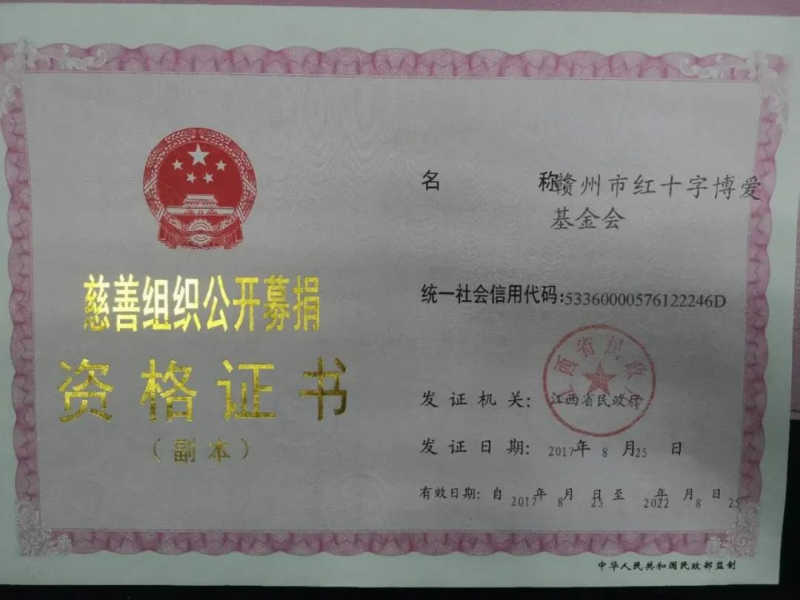 慈善组织公开募捐
资格证书
（副本）
名 称 赣州市红十字博爱
基金会
统一社会信用代码：53360000576122246D
发证机关：江西省民政厅
发证日期：2017年8月25日
有效日期：自2017年8月25日至2022年8月25日
中华人民共和国民政部监制